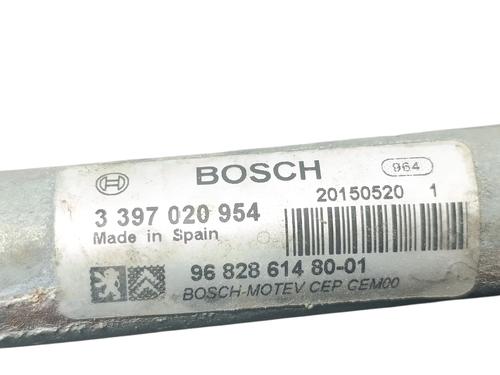 BOSCH
964
3 397 020 954
Made in Spain
20150520 1
96 828 614 80-01
BOSCH-MOTEV CEP CEM00